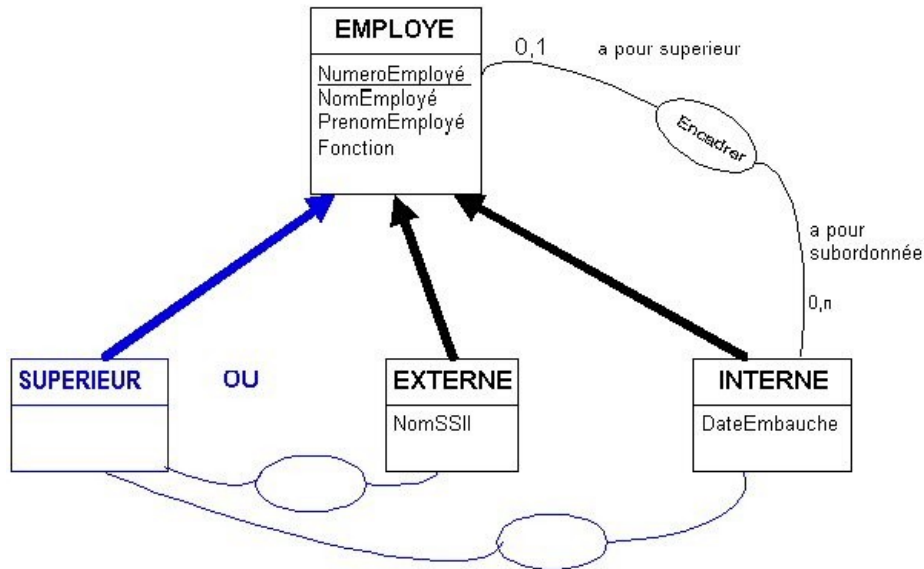 EMPLOYE
NumeroEmployé
NomEmployé
PrenomEmployé
Fonction
0,1
a pour superieur
Encadrer
a pour
subordonnée
0,n
SUPERIEUR
OU
EXTERNE
NomSSII
INTERNE
DateEmbauche